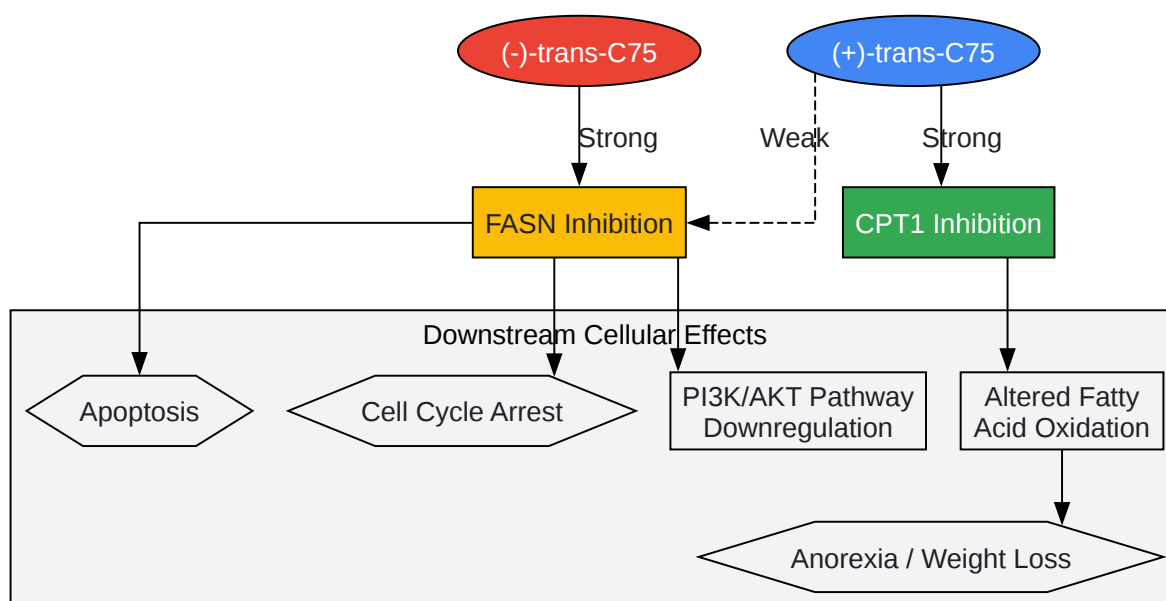 (-)-trans-C75
(+)-trans-C75
Strong
Weak
Strong
FASN Inhibition
CPT1 Inhibition
Downstream Cellular Effects
Apoptosis
Cell Cycle Arrest
PI3K/AKT Pathway
Downregulation
Altered Fatty
Acid Oxidation
Anorexia / Weight Loss